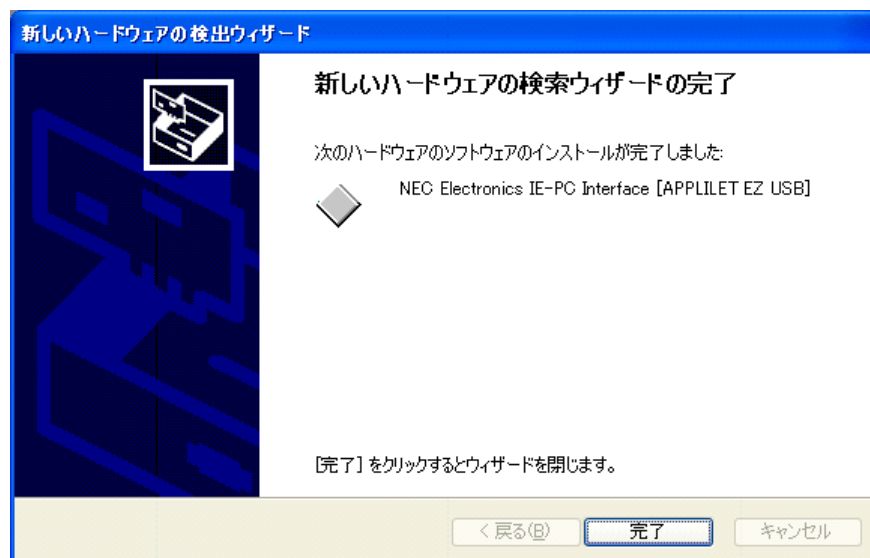 新しいハードウェアの検出ウィザード
新しいハードウェアの検索ウィザードの完了
次のハードウェアのソフトウェアのインストールが完了しました:
NEC Electronics IE-PC Interface [APPLILET EZ USB]
[完了] をクリックするとウィザードを閉じます。
< 戻る(B) 完了 キャンセル